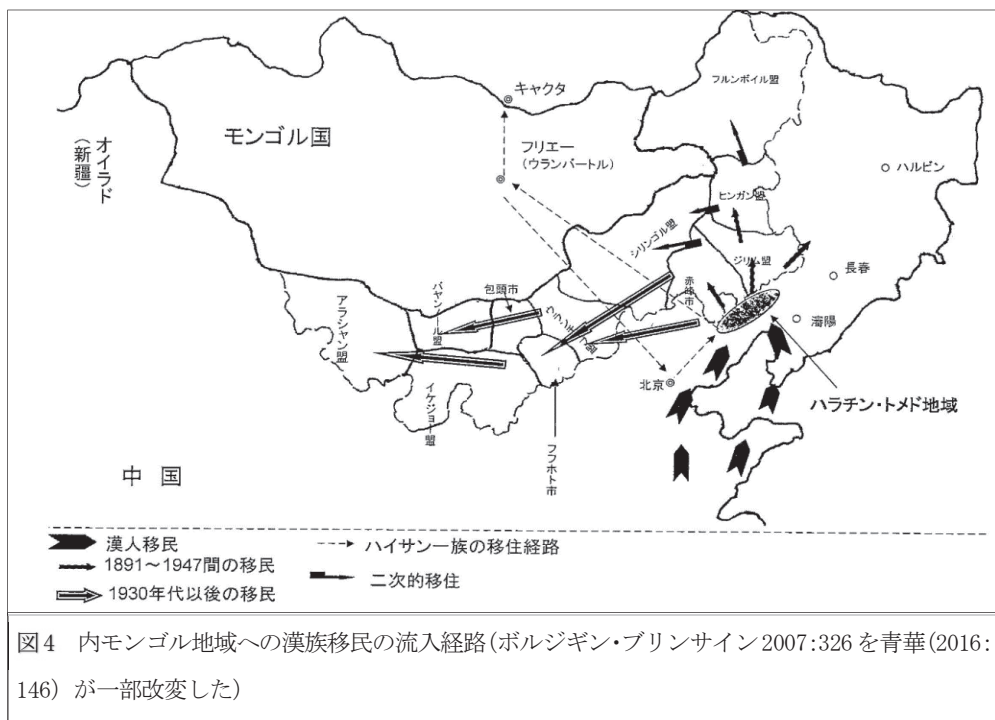 キャクタ
フルンボイル盟
モンゴル国
オイラド
(新疆)
フリエー
(ウランバートル)
ハルビン
ヒンガン盟
シリンゴル盟
ジリム盟
長春
赤峰市
包頭市
バヤンノール盟
アラシャン盟
瀋陽
北京
ハラチン・トメド地域
イケジョー盟
フフホト市
中 国
漢人移民
1891~1947間の移民
1930年代以後の移民
ハイサン一族の移住経路
二次的移住
図4 内モンゴル地域への漢族移民の流入経路(ボルジギン・ブリンサイン2007:326を青華(2016:
146)が一部改変した)